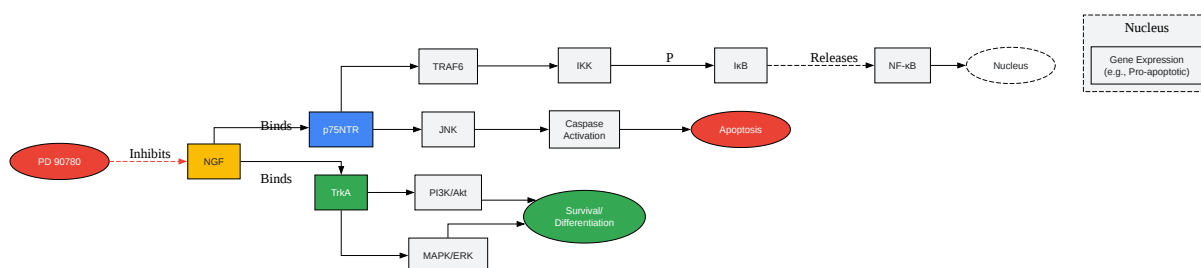 Nucleus
Gene Expression
(e.g., Pro-apoptotic)
TRAF6
IKK
P
IκB
Releases
NF-κB
Nucleus
Binds
p75NTR
JNK
Caspase
Activation
Apoptosis
PD 90780
Inhibits
NGF
Binds
TrkA
PI3K/Akt
Survival/
Differentiation
MAPK/ERK